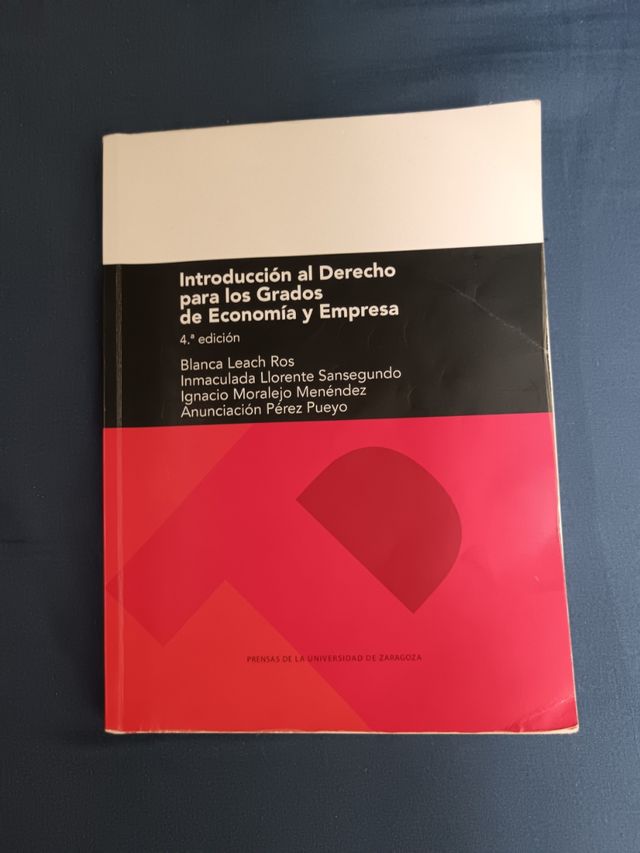 Introducción al Derecho
para los Grados
de Economía y Empresa
4.ª edición
Blanca Leach Ros
Inmaculada Llorente Sansegundo
Ignacio Moralejo Menéndez
Anunciación Pérez Pueyo
PRENSAS DE LA UNIVERSIDAD DE ZARAGOZA